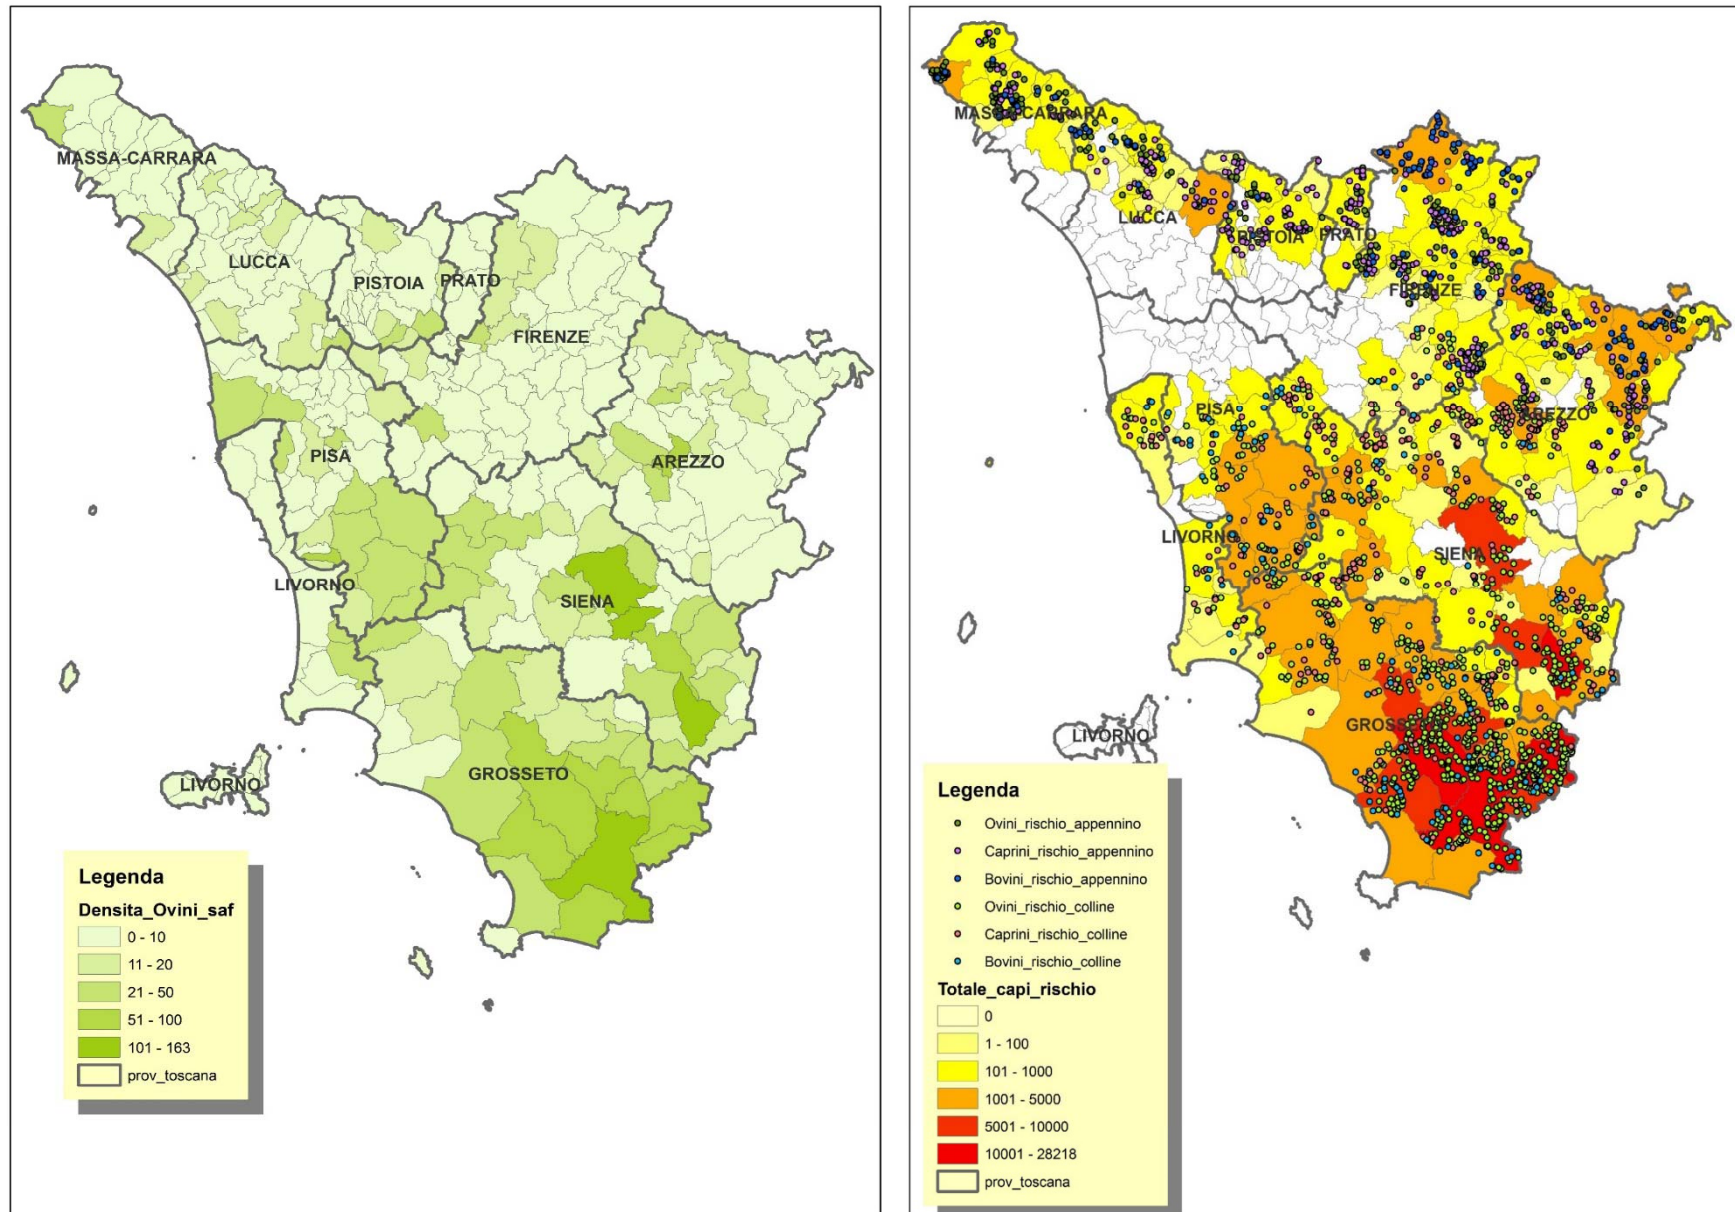 MASSA-CARRARA
LUCCA
PISTOIA
PRATO
FIRENZE
PISA
AREZZO
LIVORNO
SIENA
GROSSETO
LIVORNO
Legenda
Densita_Ovini_saf
0 - 10
11 - 20
21 - 50
51 - 100
101 - 163
prov_toscana
MASSA-CARRARA
LUCCA
PISTOIA
PRATO
FIRENZE
PISA
AREZZO
LIVORNO
SIENA
GROSSETO
LIVORNO
Legenda
Ovini_rischio_appennino
Caprini_rischio_appennino
Bovini_rischio_appennino
Ovini_rischio_colline
Caprini_rischio_colline
Bovini_rischio_colline
Totale_capi_rischio
0
1 - 100
101 - 1000
1001 - 5000
5001 - 10000
10001 - 28218
prov_toscana